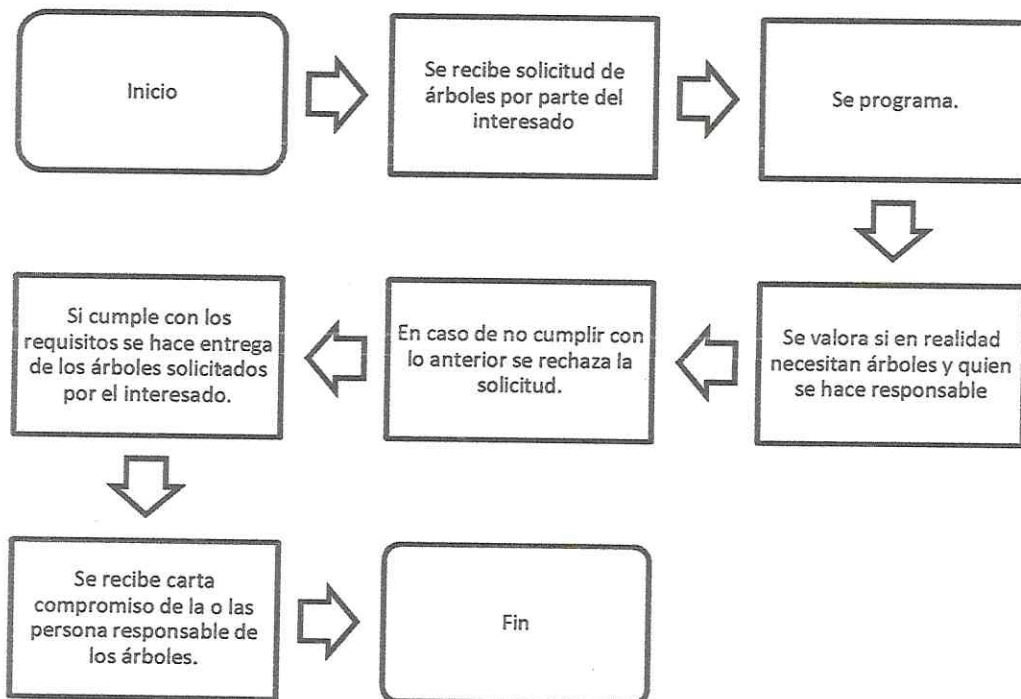 Inicio
Se recibe solicitud de
árboles por parte del
interesado
Se programa.
Se valora si en realidad
necesitan árboles y quien
se hace responsable
En caso de no cumplir con
lo anterior se rechaza la
solicitud.
Si cumple con los
requisitos se hace entrega
de los árboles solicitados
por el interesado.
Se recibe carta
compromiso de la o las
persona responsable de
los árboles.
Fin